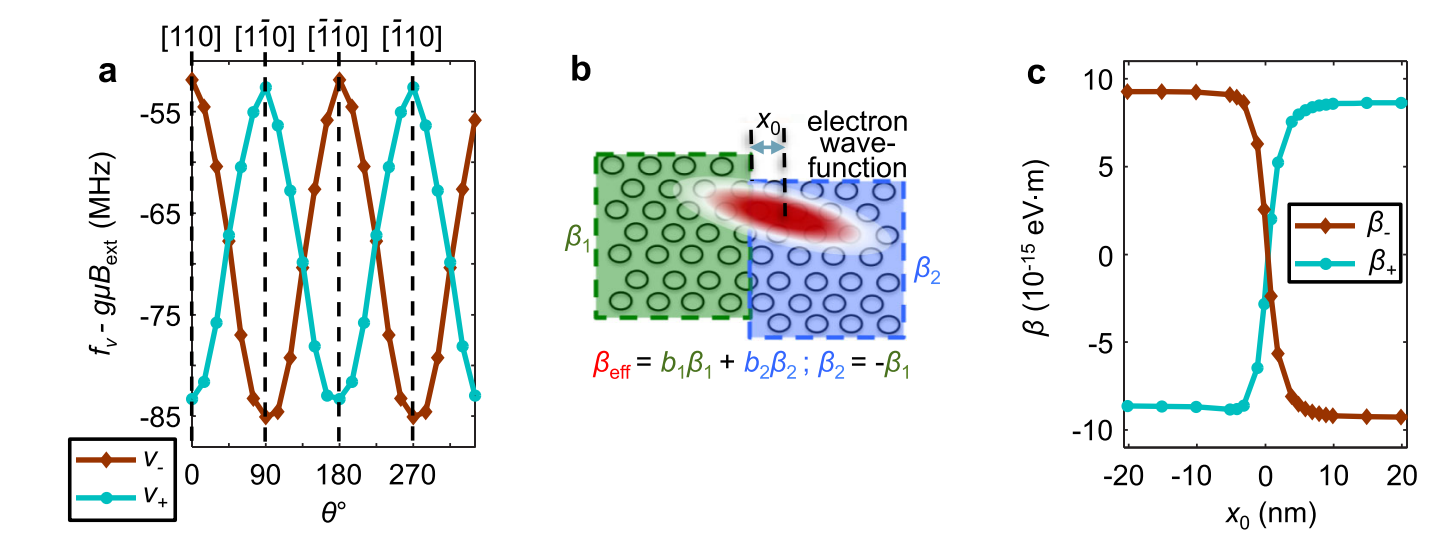 [110] [11̄0] [1̄1̄0] [1̄10]
a
-55
-65
-75
-85
f_v - gμB_ext (MHz)
0 90 180 270
θ°
v_-
v_+
b
x_0
electron
wave-
function
β_1
β_2
β_eff = b_1β_1 + b_2β_2 ; β_2 = -β_1
c
10
5
0
-5
-10
β (10^-15 eV·m)
β_-
β_+
-20 -10 0 10 20
x_0 (nm)